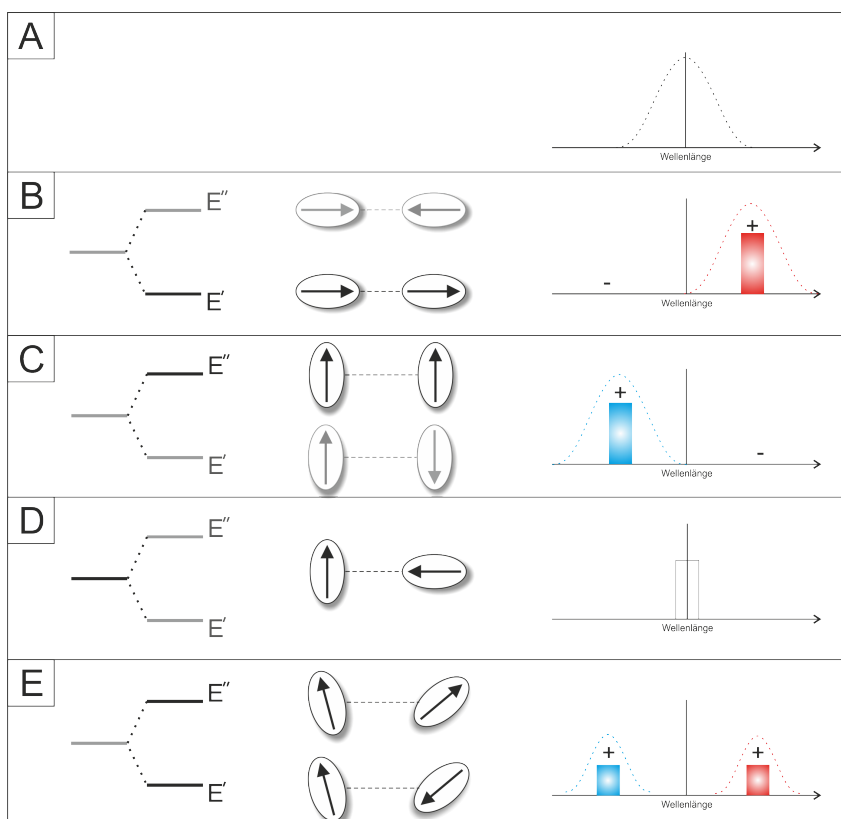 A
Wellenlänge
B
E″
E′
+
-
Wellenlänge
C
E″
E′
+
-
Wellenlänge
D
E″
E′
Wellenlänge
E
E″
E′
+ +
Wellenlänge